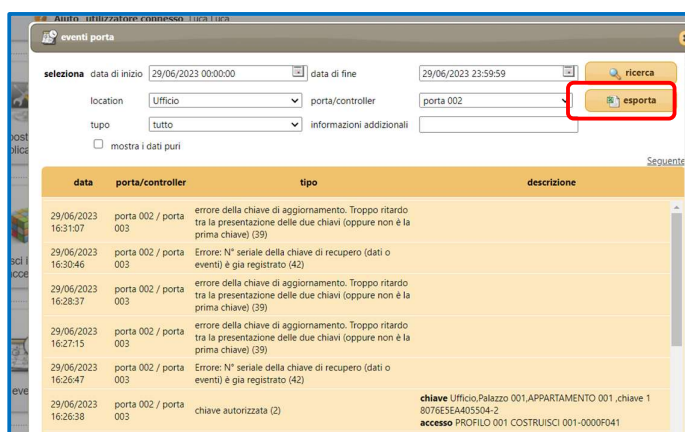 Aiuto utilizzatore connesso Luca Luca
eventi porta
seleziona data di inizio 29/06/2023 00:00:00 data di fine 29/06/2023 23:59:59 ricerca
location Ufficio porta/controller porta 002 esporta
tupo tutto informazioni addizionali
mostra i dati puri
Seguente
data porta/controller tipo descrizione
29/06/2023 16:31:07 porta 002 / porta 003 errore della chiave di aggiornamento. Troppo ritardo
tra la presentazione delle due chiavi (oppure non è la
prima chiave) (39)
29/06/2023 16:30:46 porta 002 / porta 003 Errore: N° seriale della chiave di recupero (dati o
eventi) è gia registrato (42)
29/06/2023 16:28:37 porta 002 / porta 003 errore della chiave di aggiornamento. Troppo ritardo
tra la presentazione delle due chiavi (oppure non è la
prima chiave) (39)
29/06/2023 16:27:15 porta 002 / porta 003 errore della chiave di aggiornamento. Troppo ritardo
tra la presentazione delle due chiavi (oppure non è la
prima chiave) (39)
29/06/2023 16:26:47 porta 002 / porta 003 Errore: N° seriale della chiave di recupero (dati o
eventi) è gia registrato (42)
29/06/2023 16:26:38 porta 002 / porta 003 chiave autorizzata (2) chiave Ufficio,Palazzo 001,APPARTAMENTO 001 ,chiave 1
8076E5EA405504-2
accesso PROFILO 001 COSTRUISCI 001-0000F041